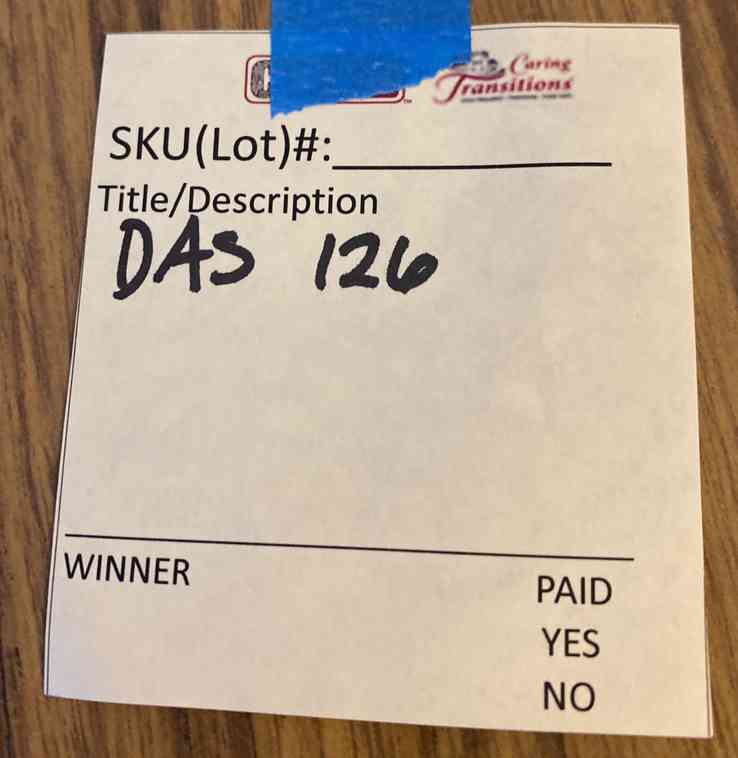 Caring
Transitions
SKU(Lot)#:
Title/Description
DAS 126
WINNER
PAID
YES
NO